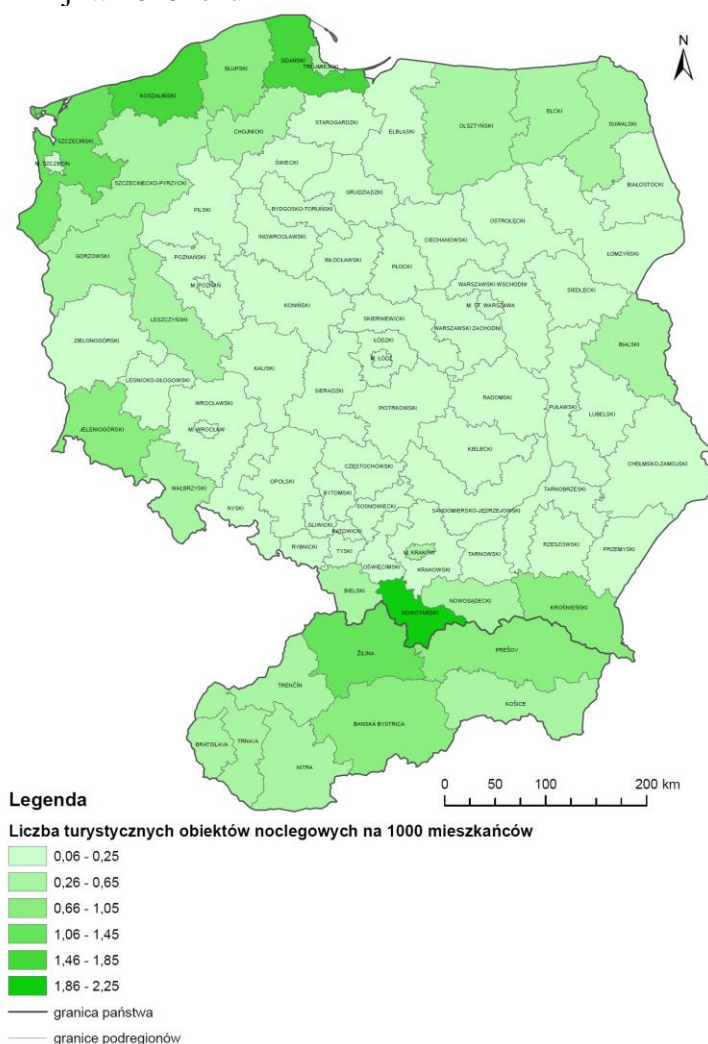 N
SŁUPSKI
GDAŃSKI
TRÓJMIEJSKI
KOSZALIŃSKI
STAROGARDZKI
ELBLĄSKI
OLSZTYŃSKI
EŁCKI
SUWALSKI
CHOJNICKI
SZCZECIŃSKI
M. SZCZECIN
ŚWIECKI
SZCZECINECKO-PYRZYCKI
BIAŁOSTOCKI
GRUDZIĄDZKI
PILSKI
BYDGOSKO-TORUŃSKI
OSTROŁĘCKI
INOWROCŁAWSKI
CIECHANOWSKI
ŁOMŻYŃSKI
GORZOWSKI
POZNAŃSKI
WŁOCŁAWSKI
PŁOCKI
M. POZNAŃ
WARSZAWSKI WSCHODNI
SIEDLECKI
KONIŃSKI
M. ST. WARSZAWA
LESZCZYŃSKI
SKIERNIEWICKI
WARSZAWSKI ZACHODNI
ZIELONOGÓRSKI
ŁÓDZKI
BIALSKI
M. ŁÓDŹ
KALISKI
LEGNICKO-GŁOGOWSKI
SIERADZKI
RADOMSKI
WROCŁAWSKI
PIOTRKOWSKI
PUŁAWSKI
LUBELSKI
JELENIOGÓRSKI
M. WROCŁAW
KIELECKI
CHEŁMSKO-ZAMOJSKI
CZĘSTOCHOWSKI
WAŁBRZYSKI
OPOLSKI
BYTOMSKI
TARNOBRZESKI
NYSKI
SOSNOWIECKI
SANDOMIERSKO-JĘDRZEJOWSKI
GLIWICKI
KATOWICKI
RYBNICKI
TYSKI
M. KRAKÓW
TARNOWSKI
RZESZOWSKI
PRZEMYSKI
OŚWIĘCIMSKI
KRAKOWSKI
BIELSKI
NOWOSĄDECKI
KROŚNIEŃSKI
NOWOTARSKI
ŽILINA
PREŠOV
TRENČÍN
KOŠICE
BANSKÁ BYSTRICA
BRATISLAVA
TRNAVA
NITRA
0 50 100 200 km
Legenda
Liczba turystycznych obiektów noclegowych na 1000 mieszkańców
0,06 - 0,25
0,26 - 0,65
0,66 - 1,05
1,06 - 1,45
1,46 - 1,85
1,86 - 2,25
granica państwa
granice podregionów